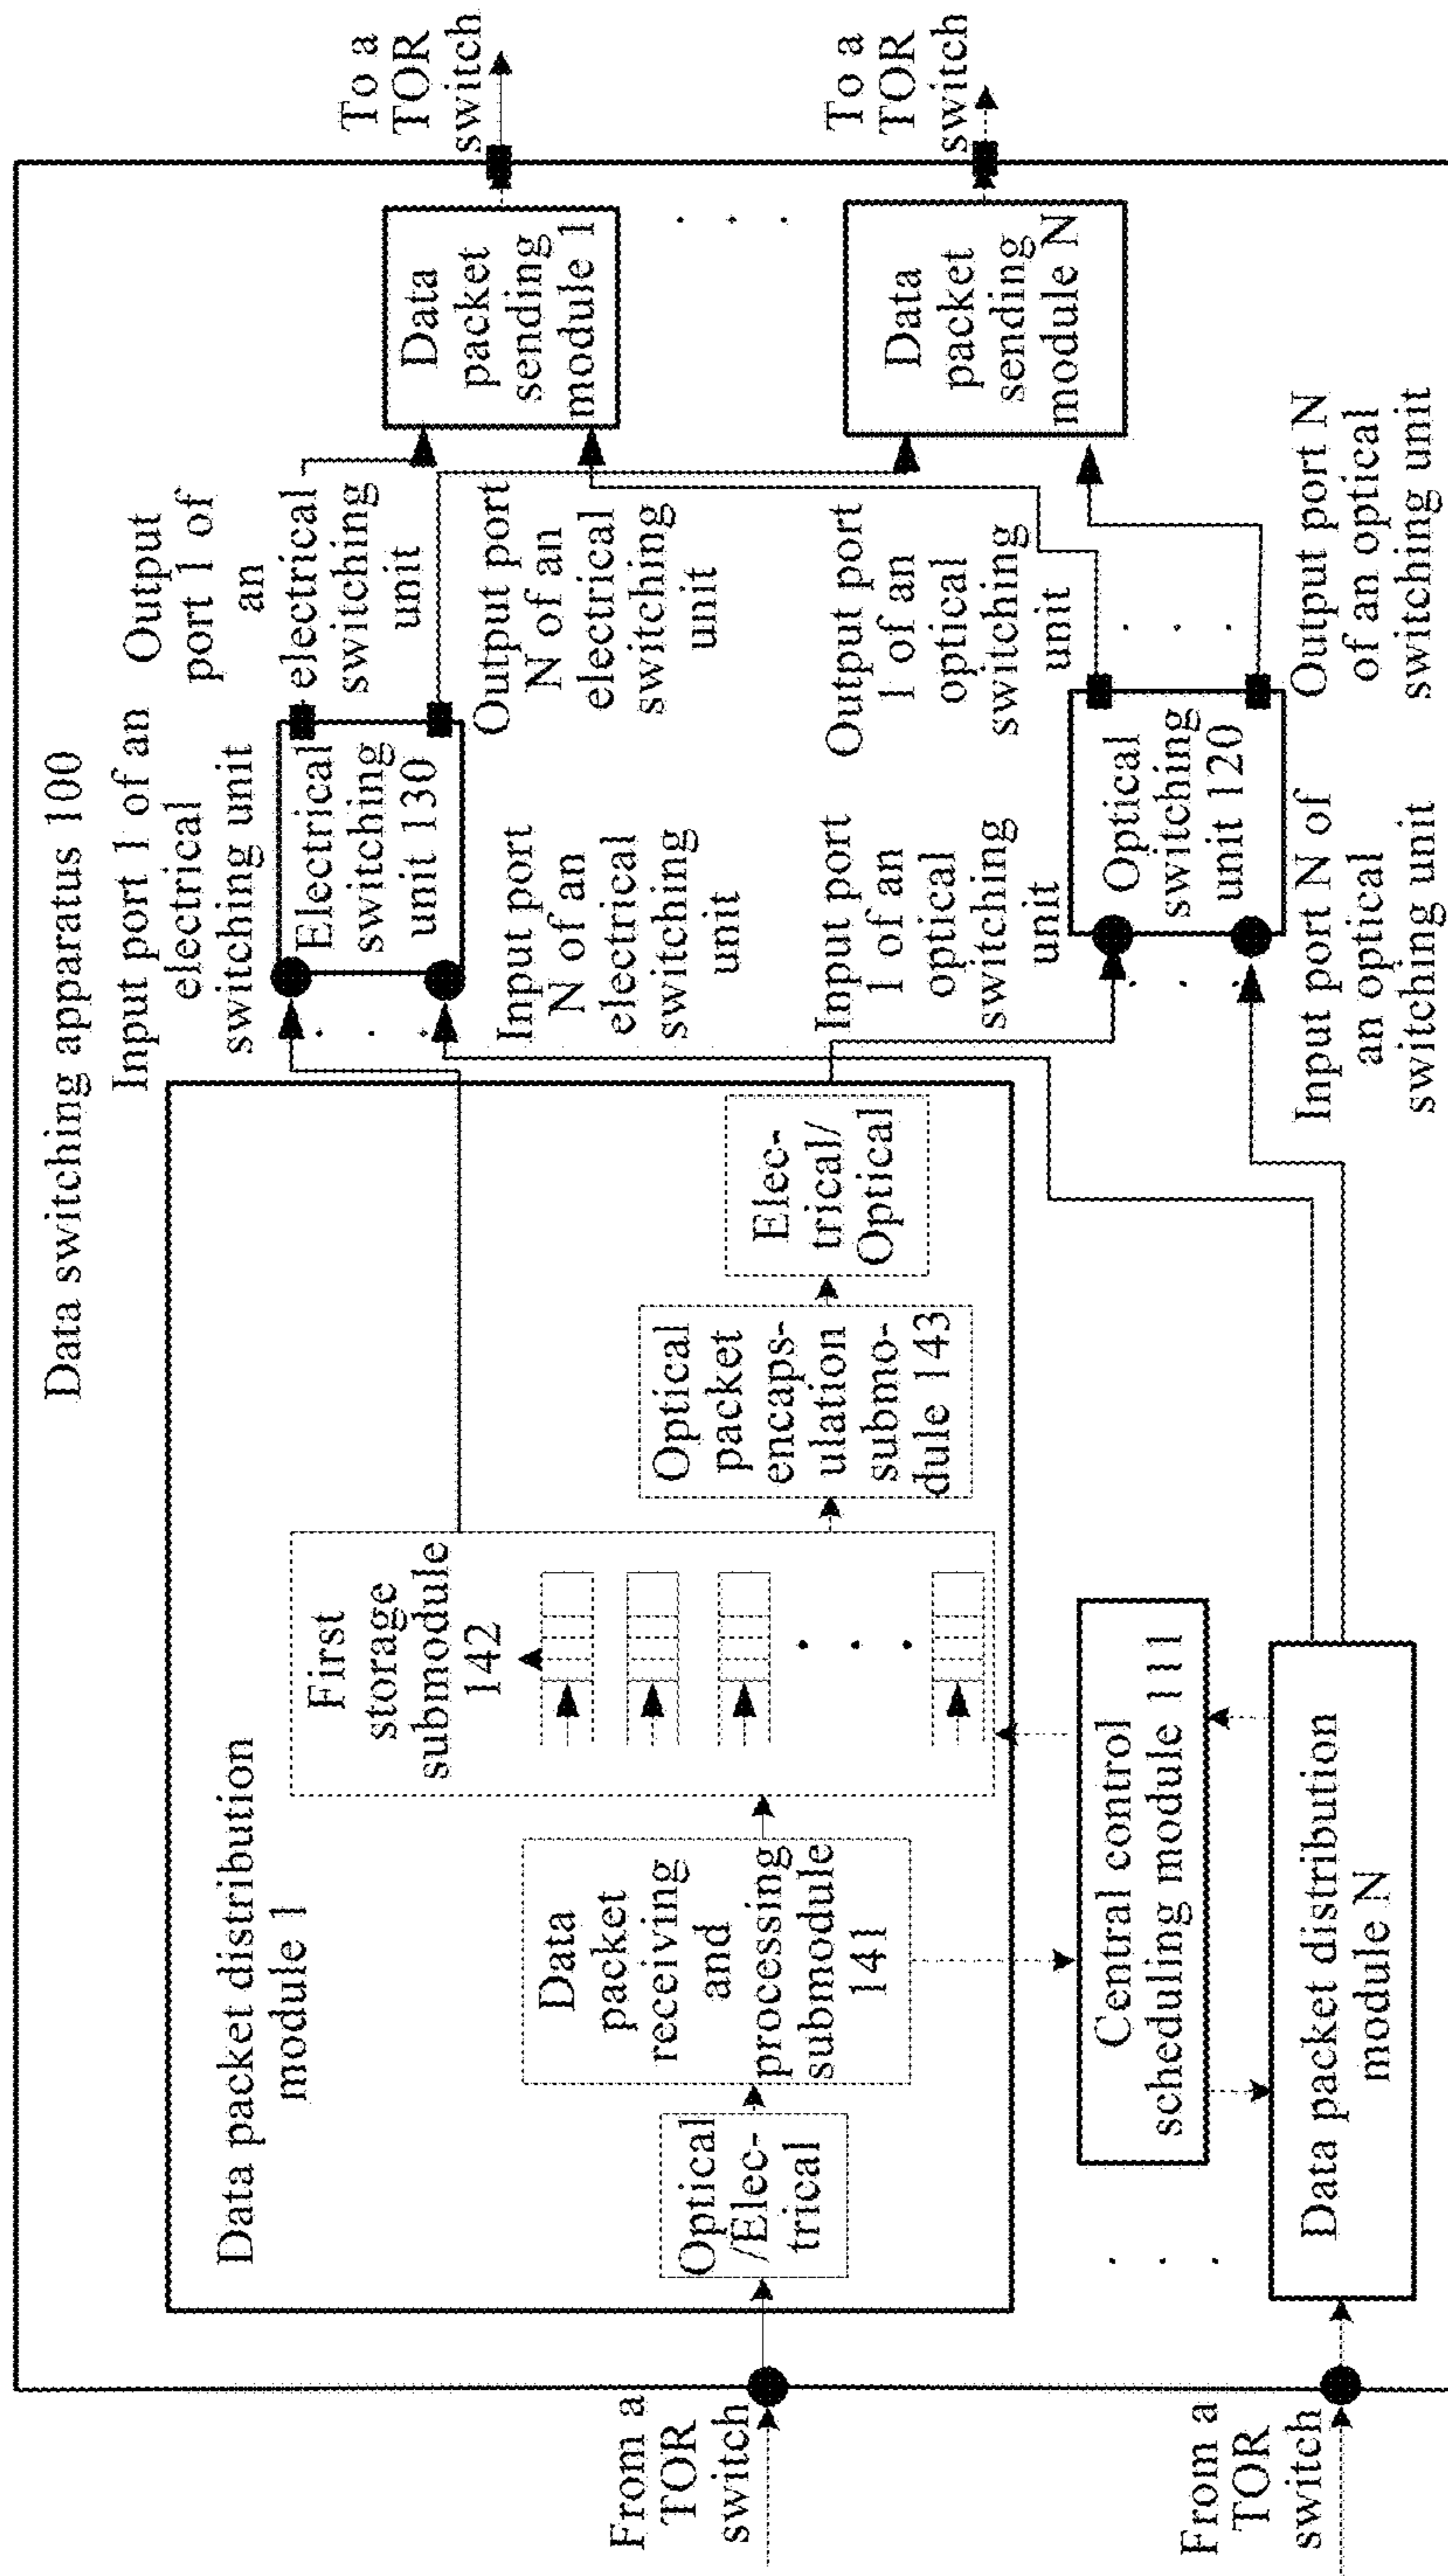 Data switching apparatus 100
From a
TOR
switch
Data packet distribution
module 1
Optical
/Elec-
trical
Data
packet
receiving
and
processing
submodule
141
First
storage
submodule
142
Optical
packet
encaps-
ulation
submo-
dule 143
Elec-
trical/
Optical
Central control
scheduling module 111
From a
TOR
switch
Data packet distribution
module N
Input port 1 of an
electrical
switching unit
Electrical
switching
unit 130
Input port
N of an
electrical
switching
unit
Output
port 1 of
an
electrical
switching
unit
Output port
N of an
electrical
switching
unit
Input port
1 of an
optical
switching
unit
Optical
switching
unit 120
Input port N of
an optical
switching unit
Output port
1 of an
optical
switching
unit
Output port N
of an optical
switching unit
Data
packet
sending
module 1
Data
packet
sending
module N
To a
TOR
switch
To a
TOR
switch